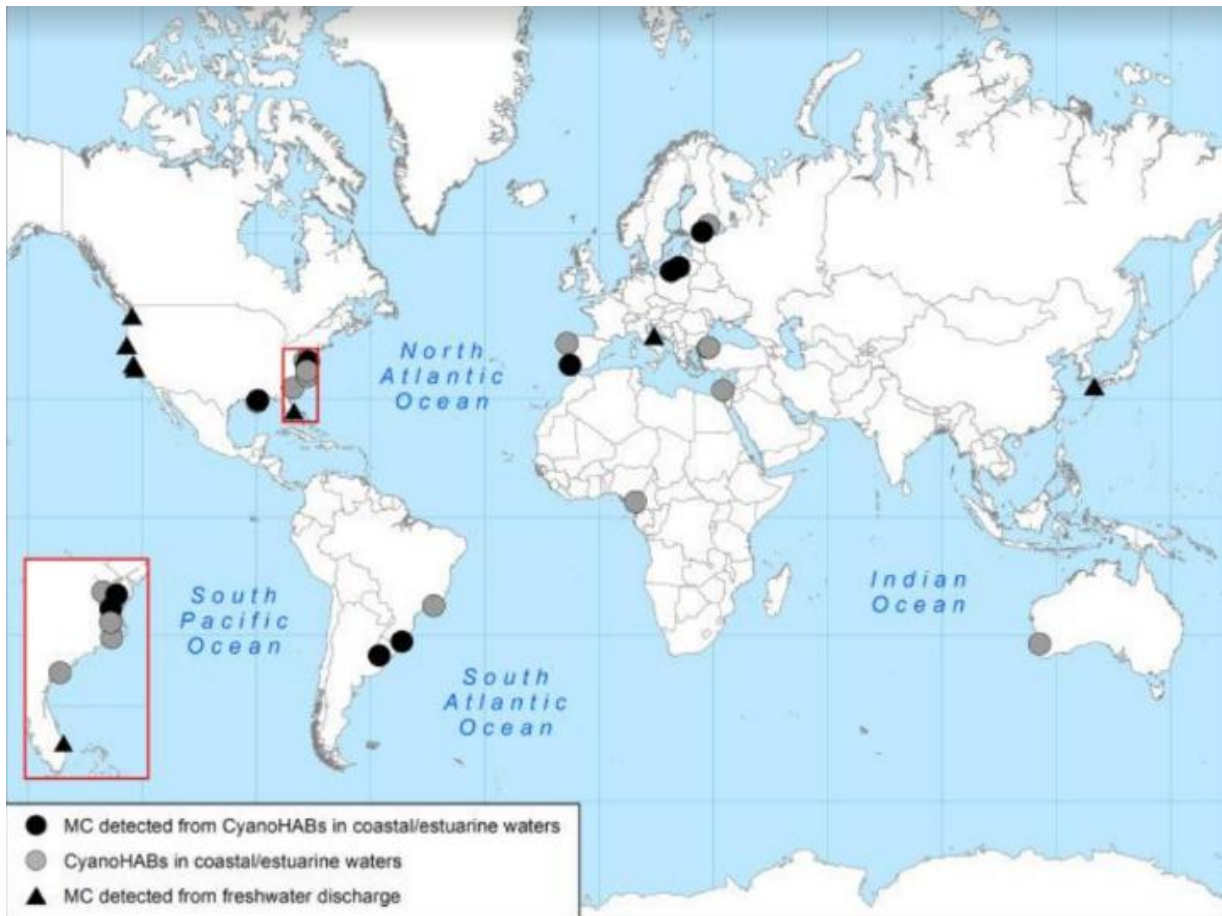 North
Atlantic
Ocean
South
Pacific
Ocean
Indian
Ocean
South
Atlantic
Ocean
MC detected from CyanoHABs in coastal/estuarine waters
CyanoHABs in coastal/estuarine waters
MC detected from freshwater discharge